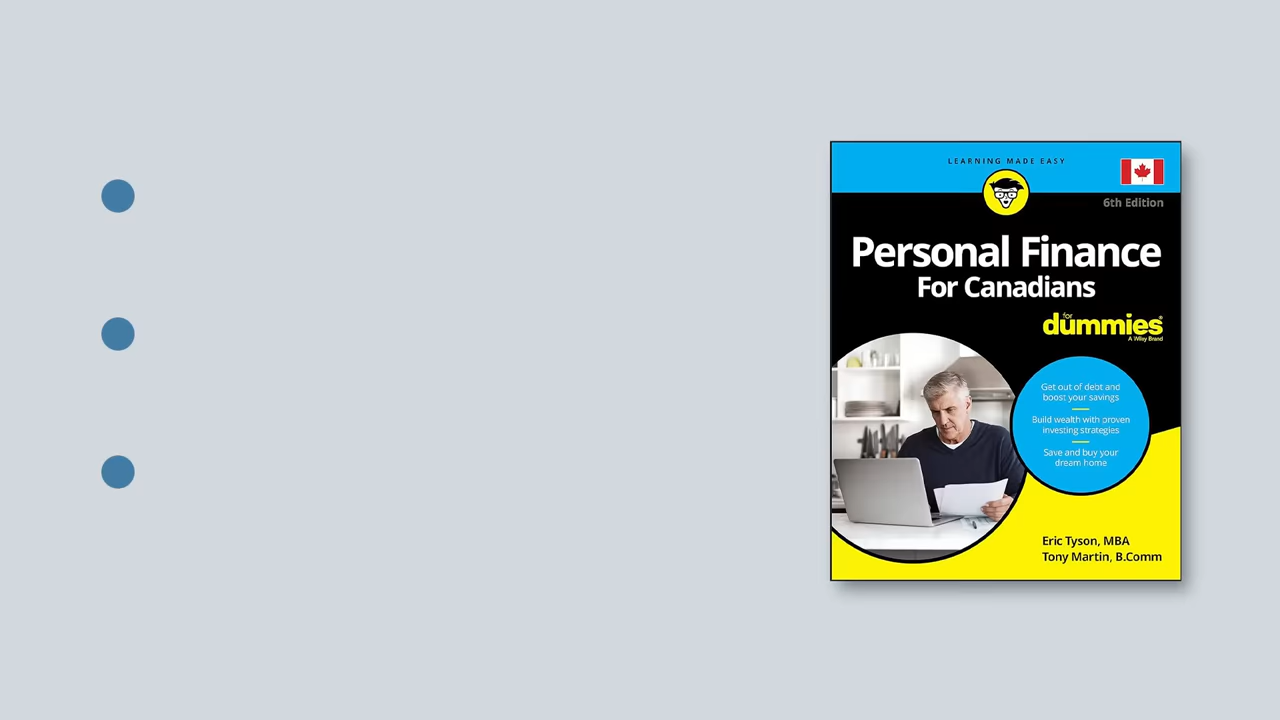 LEARNING MADE EASY
6th Edition
Personal Finance
For Canadians
for
dummies®
A Wiley Brand
Get out of debt and
boost your savings
Build wealth with proven
investing strategies
Save and buy your
dream home
Eric Tyson, MBA
Tony Martin, B.Comm